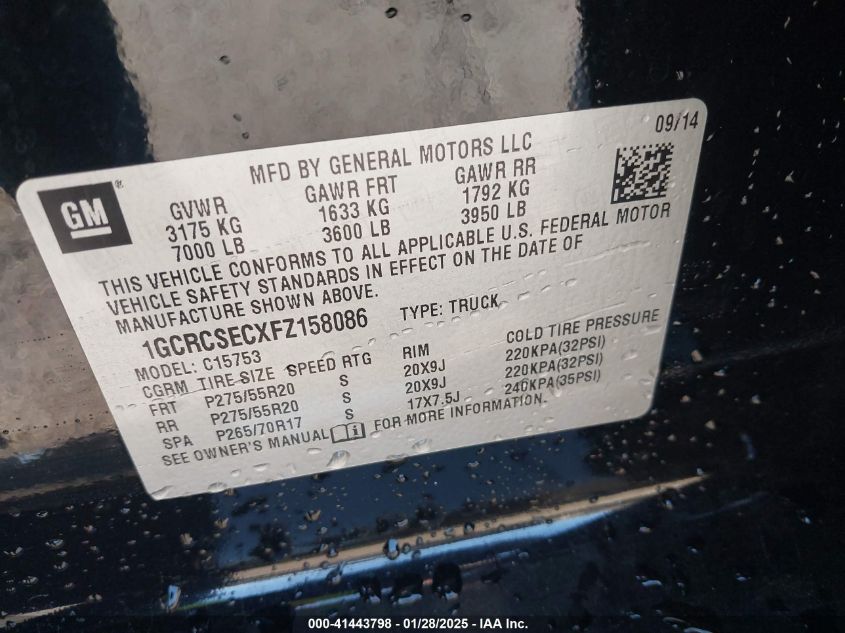 09/14
MFD BY GENERAL MOTORS LLC
GM®
GVWR GAWR FRT GAWR RR
3175 KG 1633 KG 1792 KG
7000 LB 3600 LB 3950 LB
THIS VEHICLE CONFORMS TO ALL APPLICABLE U.S. FEDERAL MOTOR
VEHICLE SAFETY STANDARDS IN EFFECT ON THE DATE OF
MANUFACTURE SHOWN ABOVE.
1GCRCSECXFZ158086 TYPE: TRUCK
MODEL: C15753
CGRM TIRE SIZE SPEED RTG RIM COLD TIRE PRESSURE
FRT P275/55R20 S 20X9J 220KPA(32PSI)
RR P275/55R20 S 20X9J 220KPA(32PSI)
SPA P265/70R17 S 17X7.5J 240KPA(35PSI)
SEE OWNER'S MANUAL FOR MORE INFORMATION.
000-41443798 - 01/28/2025 - IAA Inc.